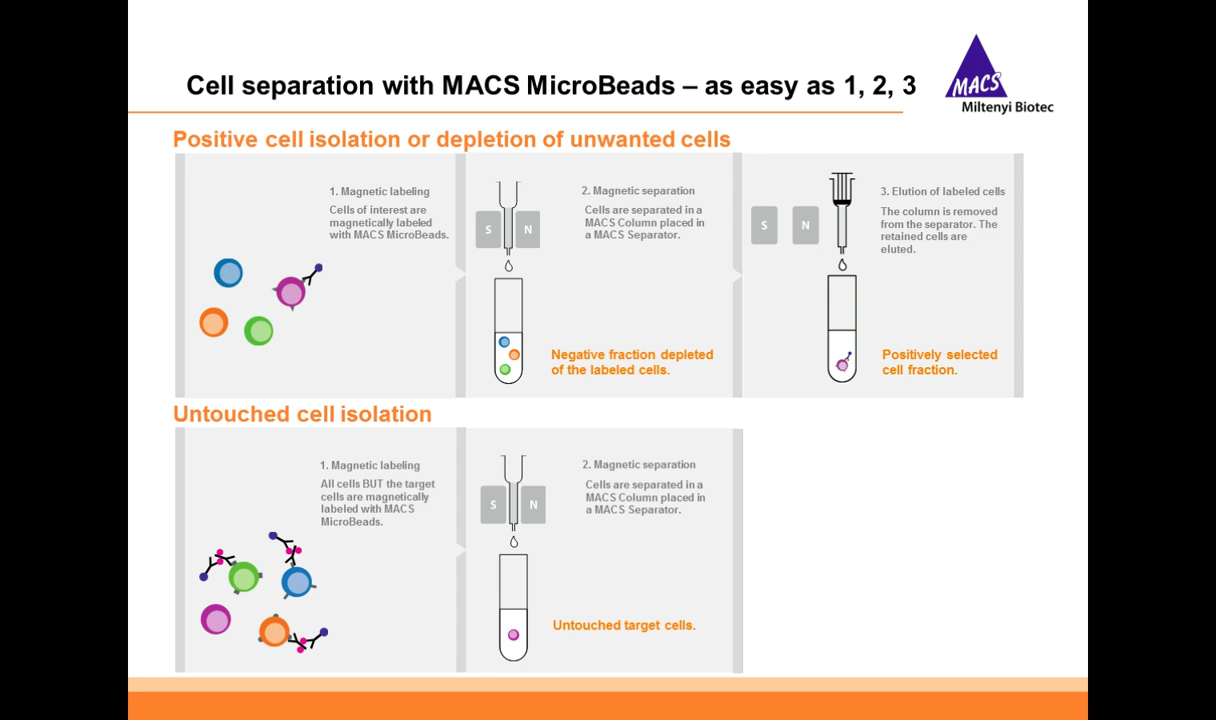 Cell separation with MACS MicroBeads – as easy as 1, 2, 3
MACS
Miltenyi Biotec
Positive cell isolation or depletion of unwanted cells
1. Magnetic labeling
Cells of interest are
magnetically labeled
with MACS MicroBeads.
S
N
2. Magnetic separation
Cells are separated in a
MACS Column placed in
a MACS Separator.
Negative fraction depleted
of the labeled cells.
S
N
3. Elution of labeled cells
The column is removed
from the separator. The
retained cells are
eluted.
Positively selected
cell fraction.
Untouched cell isolation
1. Magnetic labeling
All cells BUT the target
cells are magnetically
labeled with MACS
MicroBeads.
S
N
2. Magnetic separation
Cells are separated in a
MACS Column placed in
a MACS Separator.
Untouched target cells.